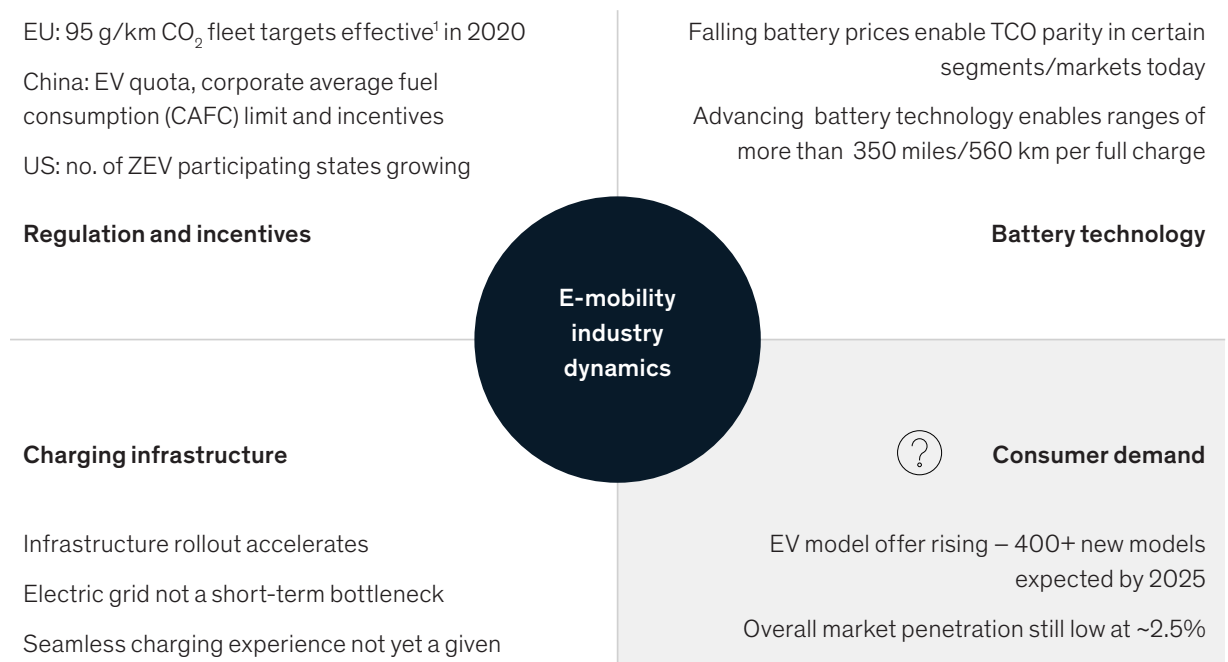 EU: 95 g/km CO₂ fleet targets effective¹ in 2020
China: EV quota, corporate average fuel
consumption (CAFC) limit and incentives
US: no. of ZEV participating states growing
Regulation and incentives
Falling battery prices enable TCO parity in certain
segments/markets today
Advancing battery technology enables ranges of
more than 350 miles/560 km per full charge
Battery technology
E-mobility
industry
dynamics
Charging infrastructure
Infrastructure rollout accelerates
Electric grid not a short-term bottleneck
Seamless charging experience not yet a given
?
Consumer demand
EV model offer rising – 400+ new models
expected by 2025
Overall market penetration still low at ~2.5%